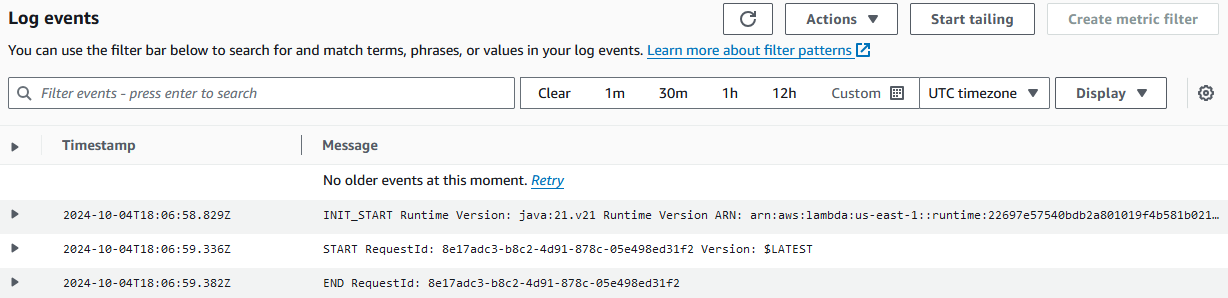 Log events
Actions
Start tailing
Create metric filter
You can use the filter bar below to search for and match terms, phrases, or values in your log events. Learn more about filter patterns
Filter events - press enter to search
Clear 1m 30m 1h 12h Custom
UTC timezone
Display
Timestamp Message
No older events at this moment. Retry
2024-10-04T18:06:58.829Z INIT_START Runtime Version: java:21.v21 Runtime Version ARN: arn:aws:lambda:us-east-1::runtime:22697e57540bdb2a801019f4b581b021…
2024-10-04T18:06:59.336Z START RequestId: 8e17adc3-b8c2-4d91-878c-05e498ed31f2 Version: $LATEST
2024-10-04T18:06:59.382Z END RequestId: 8e17adc3-b8c2-4d91-878c-05e498ed31f2